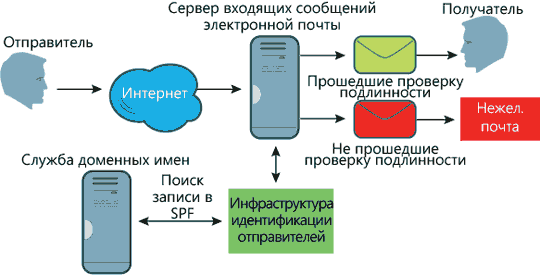 Сервер входящих сообщений
электронной почты
Отправитель
Получатель
Интернет
Прошедшие проверку
подлинности
Нежел.
почта
Не прошедшие
проверку подлинности
Служба доменных имен
Поиск
записи в
SPF
Инфраструктура
идентификации
отправителей